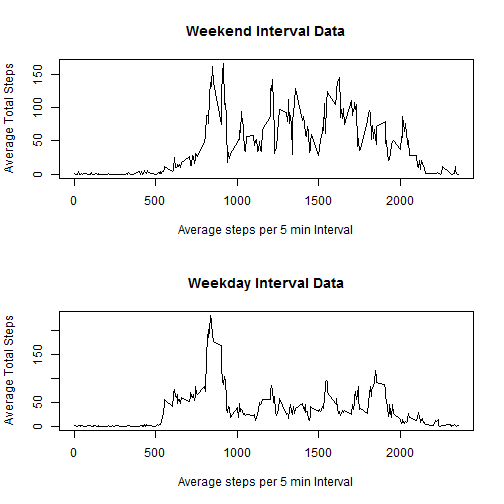 Weekend Interval Data
Average Total Steps
150
100
50
0
0 500 1000 1500 2000
Average steps per 5 min Interval
Weekday Interval Data
Average Total Steps
150
50
0
0 500 1000 1500 2000
Average steps per 5 min Interval